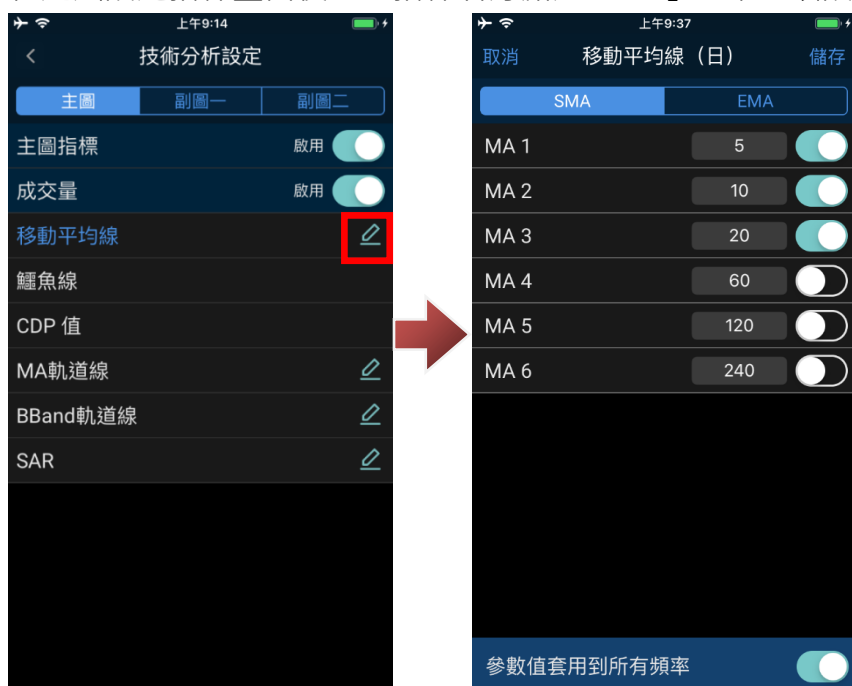 上午9:14
技術分析設定
主圖 副圖一 副圖二
主圖指標 啟用
成交量 啟用
移動平均線
鱷魚線
CDP 值
MA軌道線
BBand軌道線
SAR
上午9:37
取消 移動平均線（日） 儲存
SMA EMA
MA 1 5
MA 2 10
MA 3 20
MA 4 60
MA 5 120
MA 6 240
參數值套用到所有頻率